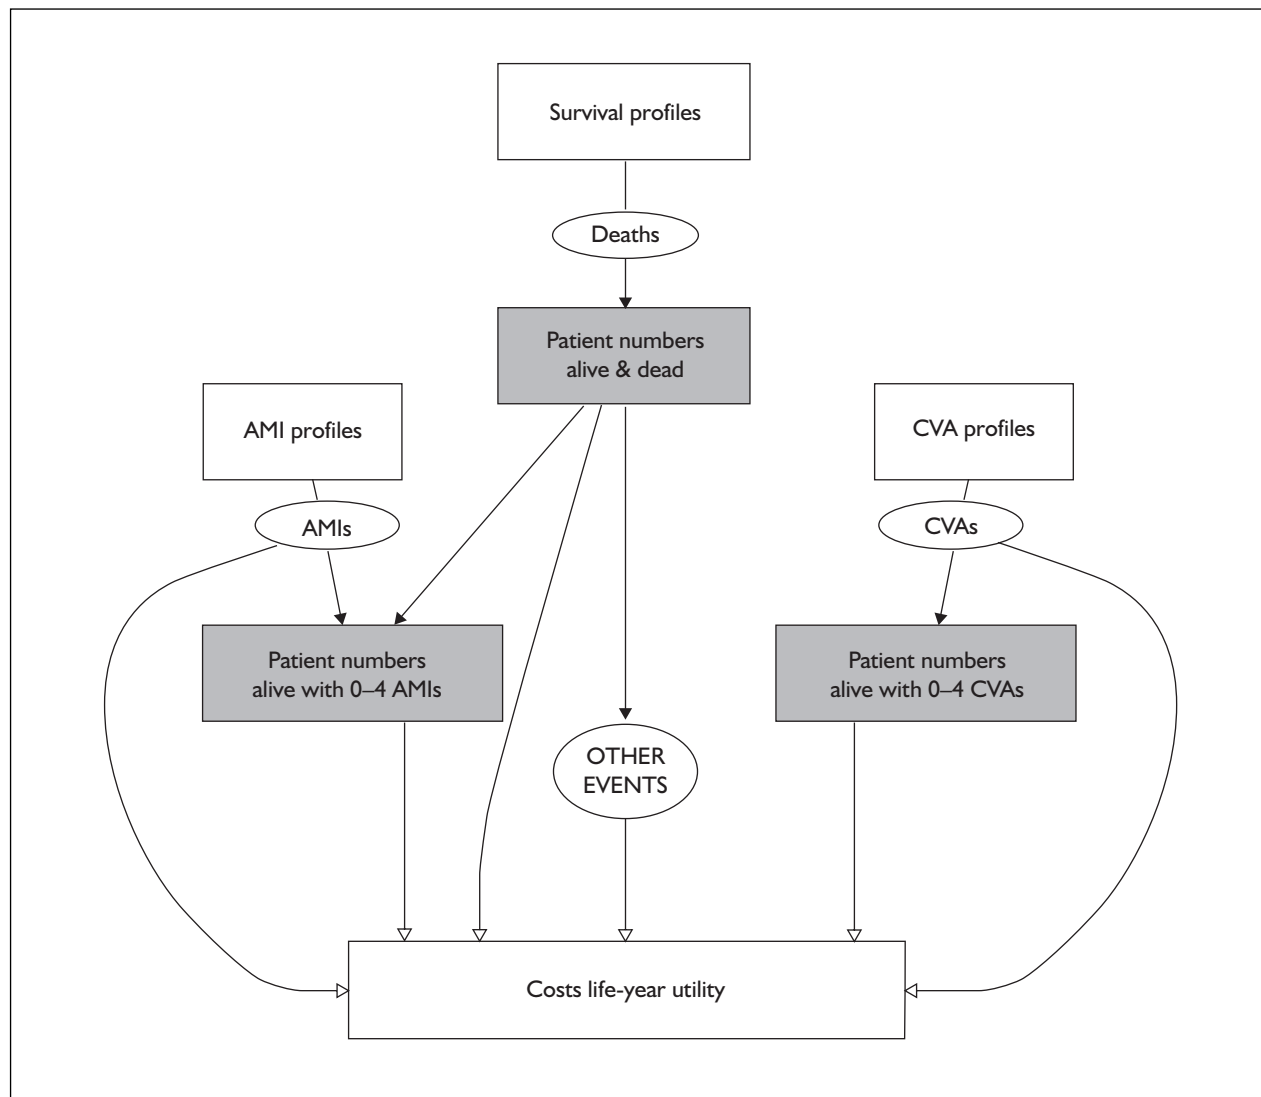 Survival profiles
Deaths
Patient numbers
alive & dead
AMI profiles
CVA profiles
AMIs
CVAs
Patient numbers
alive with 0–4 AMIs
Patient numbers
alive with 0–4 CVAs
OTHER
EVENTS
Costs life-year utility